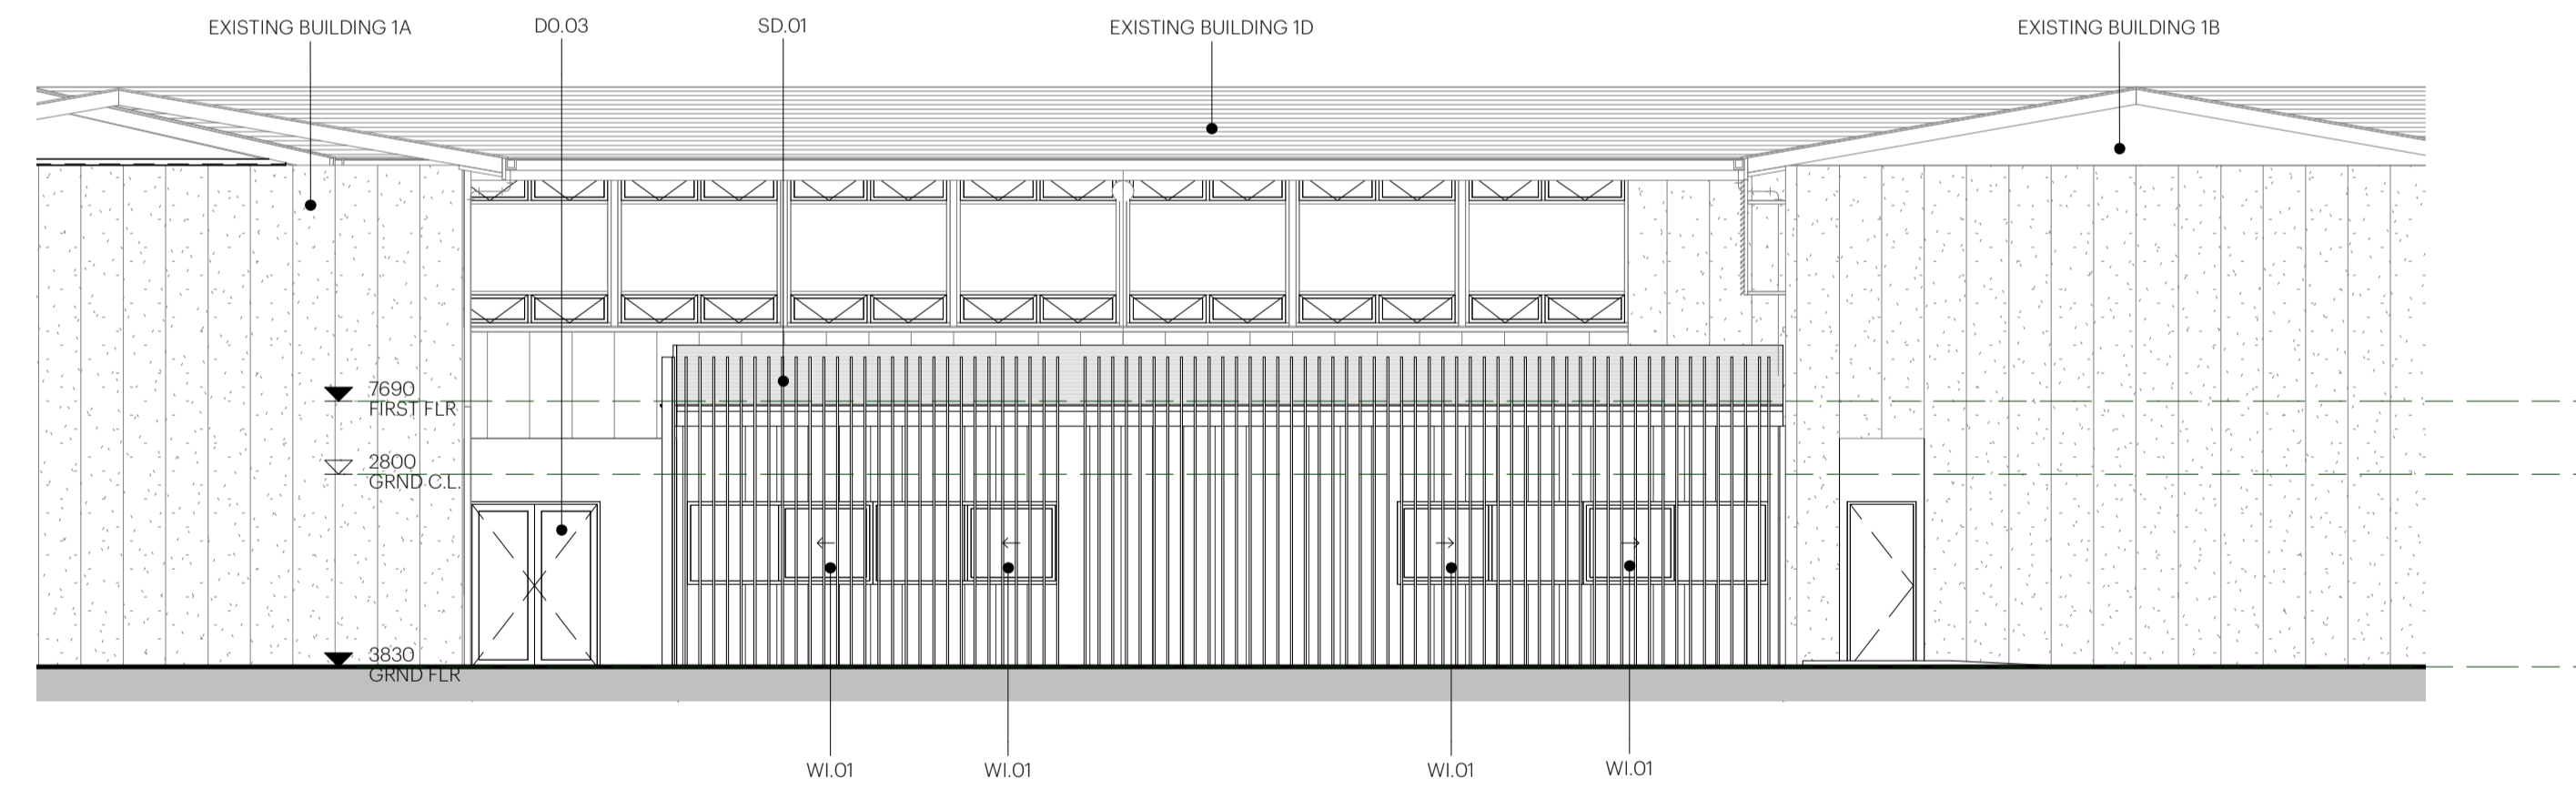 EXISTING BUILDING 1A
D0.03
SD.01
EXISTING BUILDING 1D
EXISTING BUILDING 1B
7690
FIRST FLR
2800
GRND C.L.
3830
GRND FLR
WI.01
WI.01
WI.01
WI.01